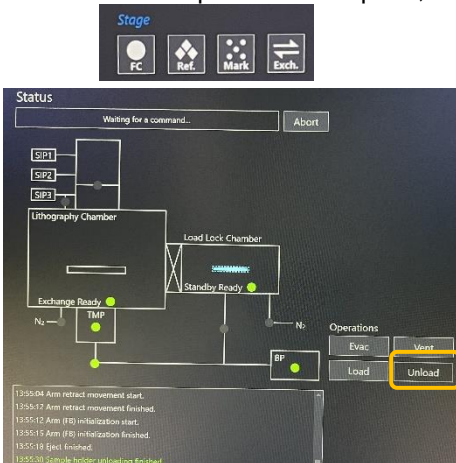 Stage
FC Ref. Mark Exch.
Status
Waiting for a command... Abort
SIP1
SIP2
SIP3
Lithography Chamber
Load Lock Chamber
Standby Ready
Exchange Ready
TMP
N₂
N₂
BP
Operations
Evac Vent
Load Unload
13:55:04 Arm retract movement start.
13:55:12 Arm retract movement finished.
13:55:12 Arm (FB) initialization start.
13:55:15 Arm (FB) initialization finished.
13:55:18 Eject finished.
13:55:30 Sample holder unloading finished.